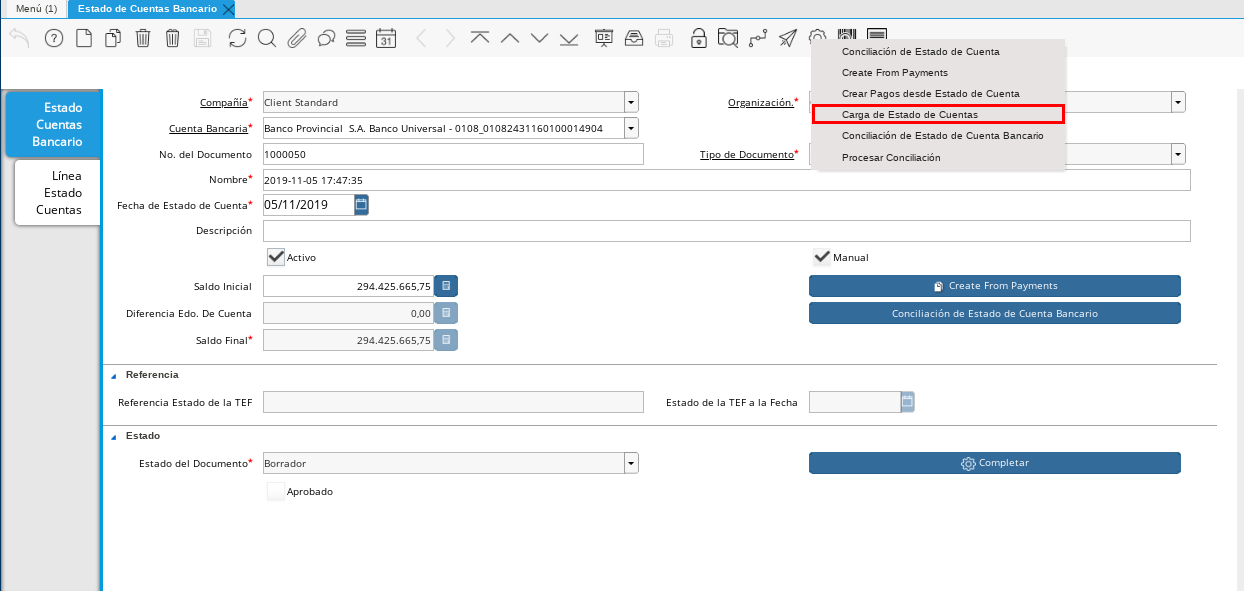 Menú (1)
Estado de Cuentas Bancario
31
Conciliación de Estado de Cuenta
Create From Payments
Crear Pagos desde Estado de Cuenta
Carga de Estado de Cuentas
Conciliación de Estado de Cuenta Bancario
Procesar Conciliación
Estado
Cuentas
Bancario
Línea
Estado
Cuentas
Compañía* Client Standard Organización.*
Cuenta Bancaria* Banco Provincial S.A. Banco Universal - 0108_01082431160100014904
No. del Documento 1000050 Tipo de Documento*
Nombre* 2019-11-05 17:47:35
Fecha de Estado de Cuenta* 05/11/2019
Descripción
Activo Manual
Saldo Inicial 294.425.665,75 Create From Payments
Diferencia Edo. De Cuenta 0,00 Conciliación de Estado de Cuenta Bancario
Saldo Final* 294.425.665,75
Referencia
Referencia Estado de la TEF Estado de la TEF a la Fecha
Estado
Estado del Documento* Borrador Completar
Aprobado